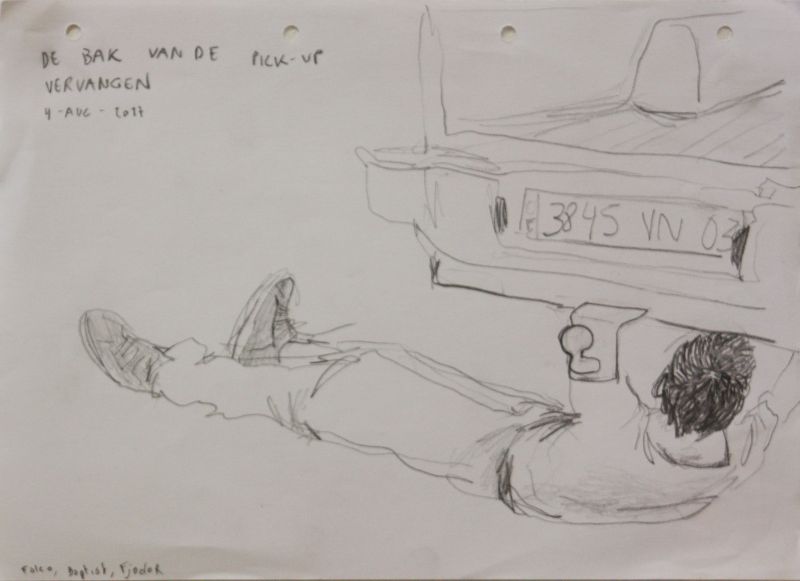 DE BAK VAN DE PICK-UP
VERVANGEN
4-AUG-2017
3845 VN 03
Falco, Baptist, Fjodor